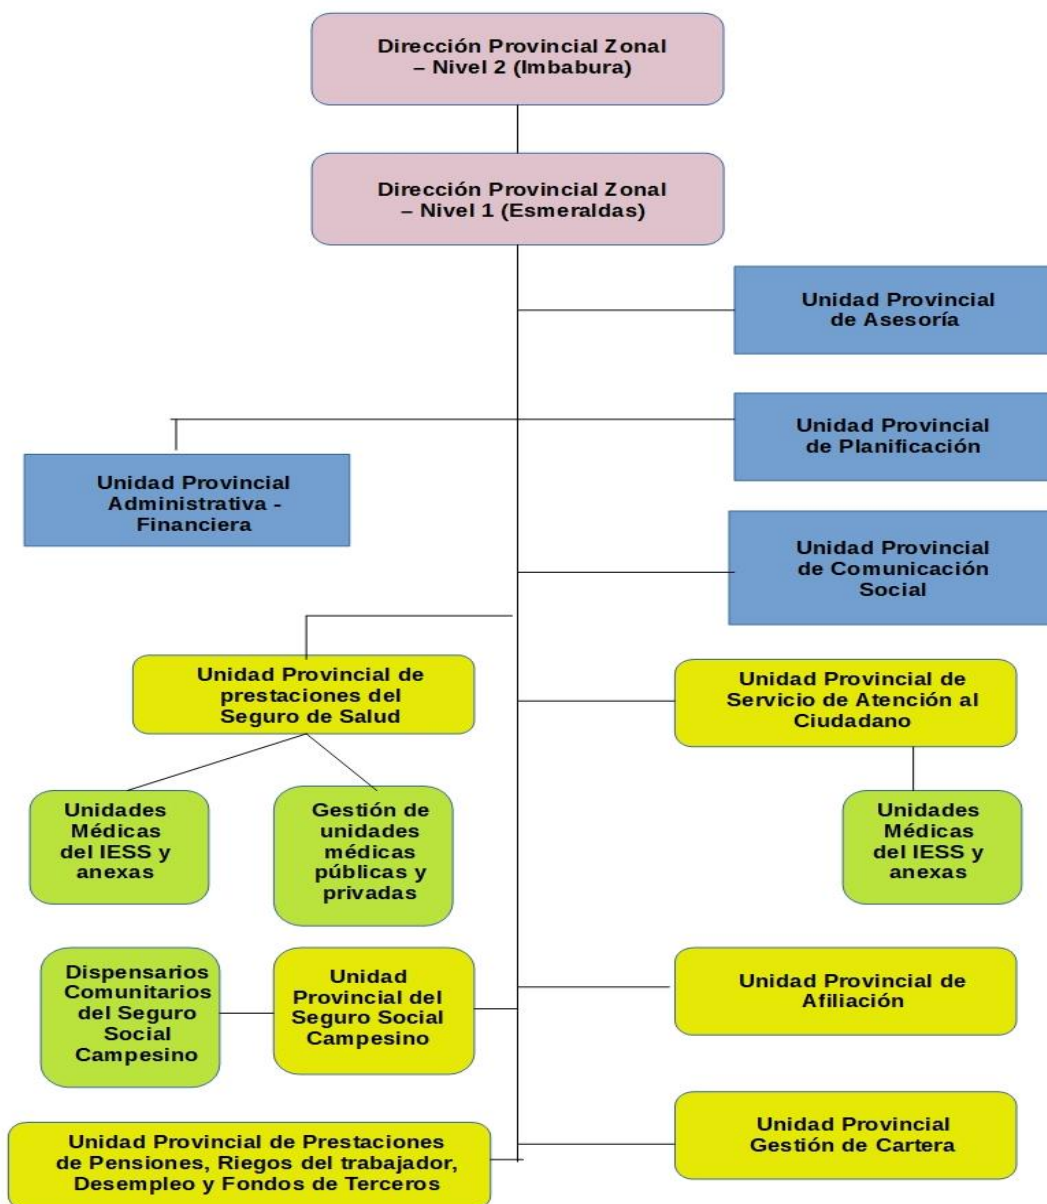 Dirección Provincial Zonal
– Nivel 2 (Imbabura)
Dirección Provincial Zonal
– Nivel 1 (Esmeraldas)
Unidad Provincial
de Asesoría
Unidad Provincial
de Planificación
Unidad Provincial
Administrativa -
Financiera
Unidad Provincial
de Comunicación
Social
Unidad Provincial de
prestaciones del
Seguro de Salud
Unidad Provincial de
Servicio de Atención al
Ciudadano
Unidades
Médicas
del IESS y
anexas
Gestión de
unidades
médicas
públicas y
privadas
Unidades
Médicas
del IESS y
anexas
Dispensarios
Comunitarios
del Seguro
Social
Campesino
Unidad
Provincial del
Seguro Social
Campesino
Unidad Provincial de
Afiliación
Unidad Provincial de Prestaciones
de Pensiones, Riegos del trabajador,
Desempleo y Fondos de Terceros
Unidad Provincial
Gestión de Cartera